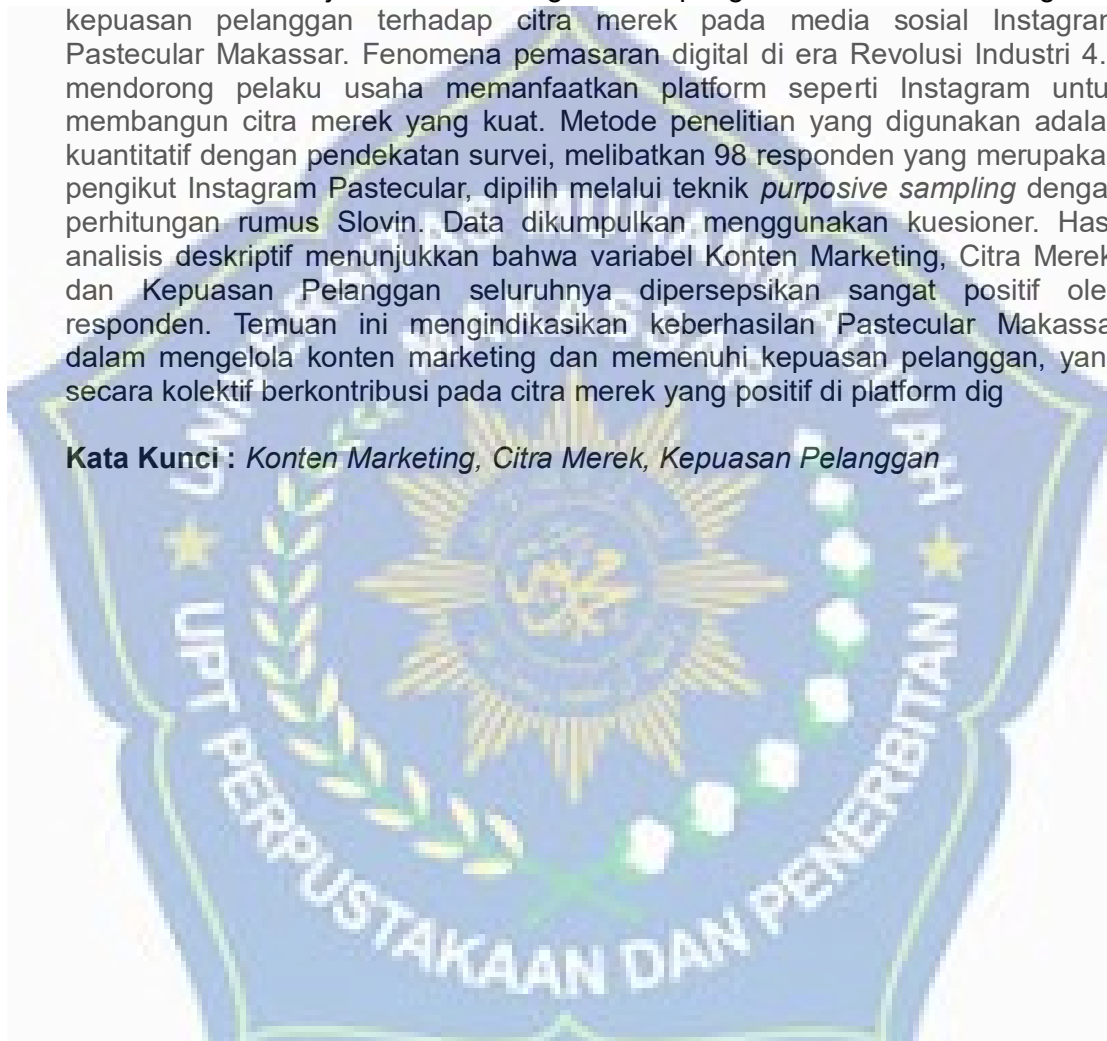 kepuasan pelanggan terhadap citra merek pada media sosial Instagram
Pastecular Makassar. Fenomena pemasaran digital di era Revolusi Industri 4.
mendorong pelaku usaha memanfaatkan platform seperti Instagram untu
membangun citra merek yang kuat. Metode penelitian yang digunakan adala
kuantitatif dengan pendekatan survei, melibatkan 98 responden yang merupaka
pengikut Instagram Pastecular, dipilih melalui teknik purposive sampling denga
perhitungan rumus Slovin. Data dikumpulkan menggunakan kuesioner. Has
analisis deskriptif menunjukkan bahwa variabel Konten Marketing, Citra Merek
dan Kepuasan Pelanggan seluruhnya dipersepsikan sangat positif ole
responden. Temuan ini mengindikasikan keberhasilan Pastecular Makassa
dalam mengelola konten marketing dan memenuhi kepuasan pelanggan, yan
secara kolektif berkontribusi pada citra merek yang positif di platform dig
Kata Kunci : Konten Marketing, Citra Merek, Kepuasan Pelanggan
UNIVERSITAS MUHAMMADIYAH
MAKASSAR
UPT PERPUSTAKAAN DAN PENERBITAN